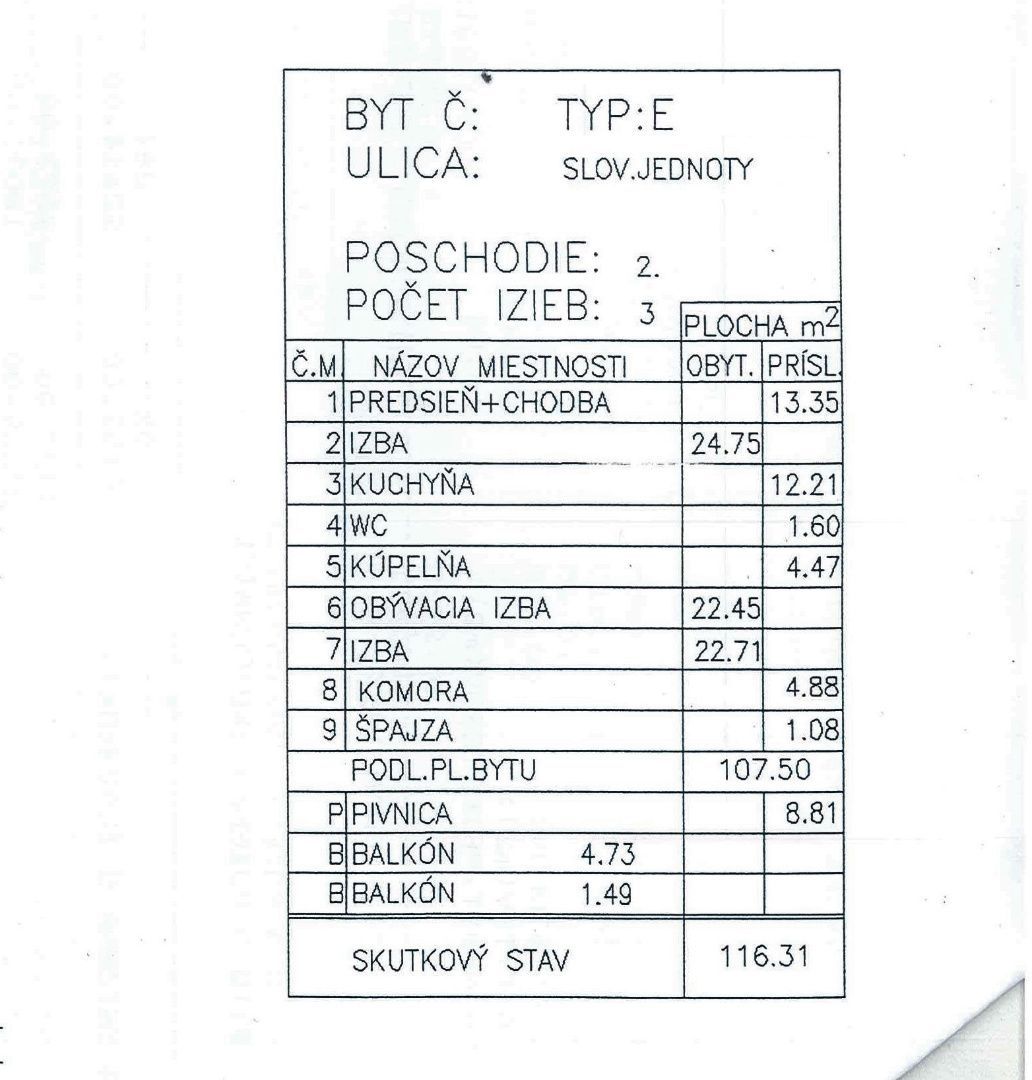 BYT Č: TYP:E
ULICA: SLOV.JEDNOTY
POSCHODIE: 2.
POČET IZIEB: 3
PLOCHA m²
Č.M. NÁZOV MIESTNOSTI OBYT. PRÍSL.
1 PREDSIEŇ+CHODBA 13.35
2 IZBA 24.75
3 KUCHYŇA 12.21
4 WC 1.60
5 KÚPELŇA 4.47
6 OBÝVACIA IZBA 22.45
7 IZBA 22.71
8 KOMORA 4.88
9 ŠPAJZA 1.08
PODL.PL.BYTU 107.50
P PIVNICA 8.81
B BALKÓN 4.73
B BALKÓN 1.49
SKUTKOVÝ STAV 116.31